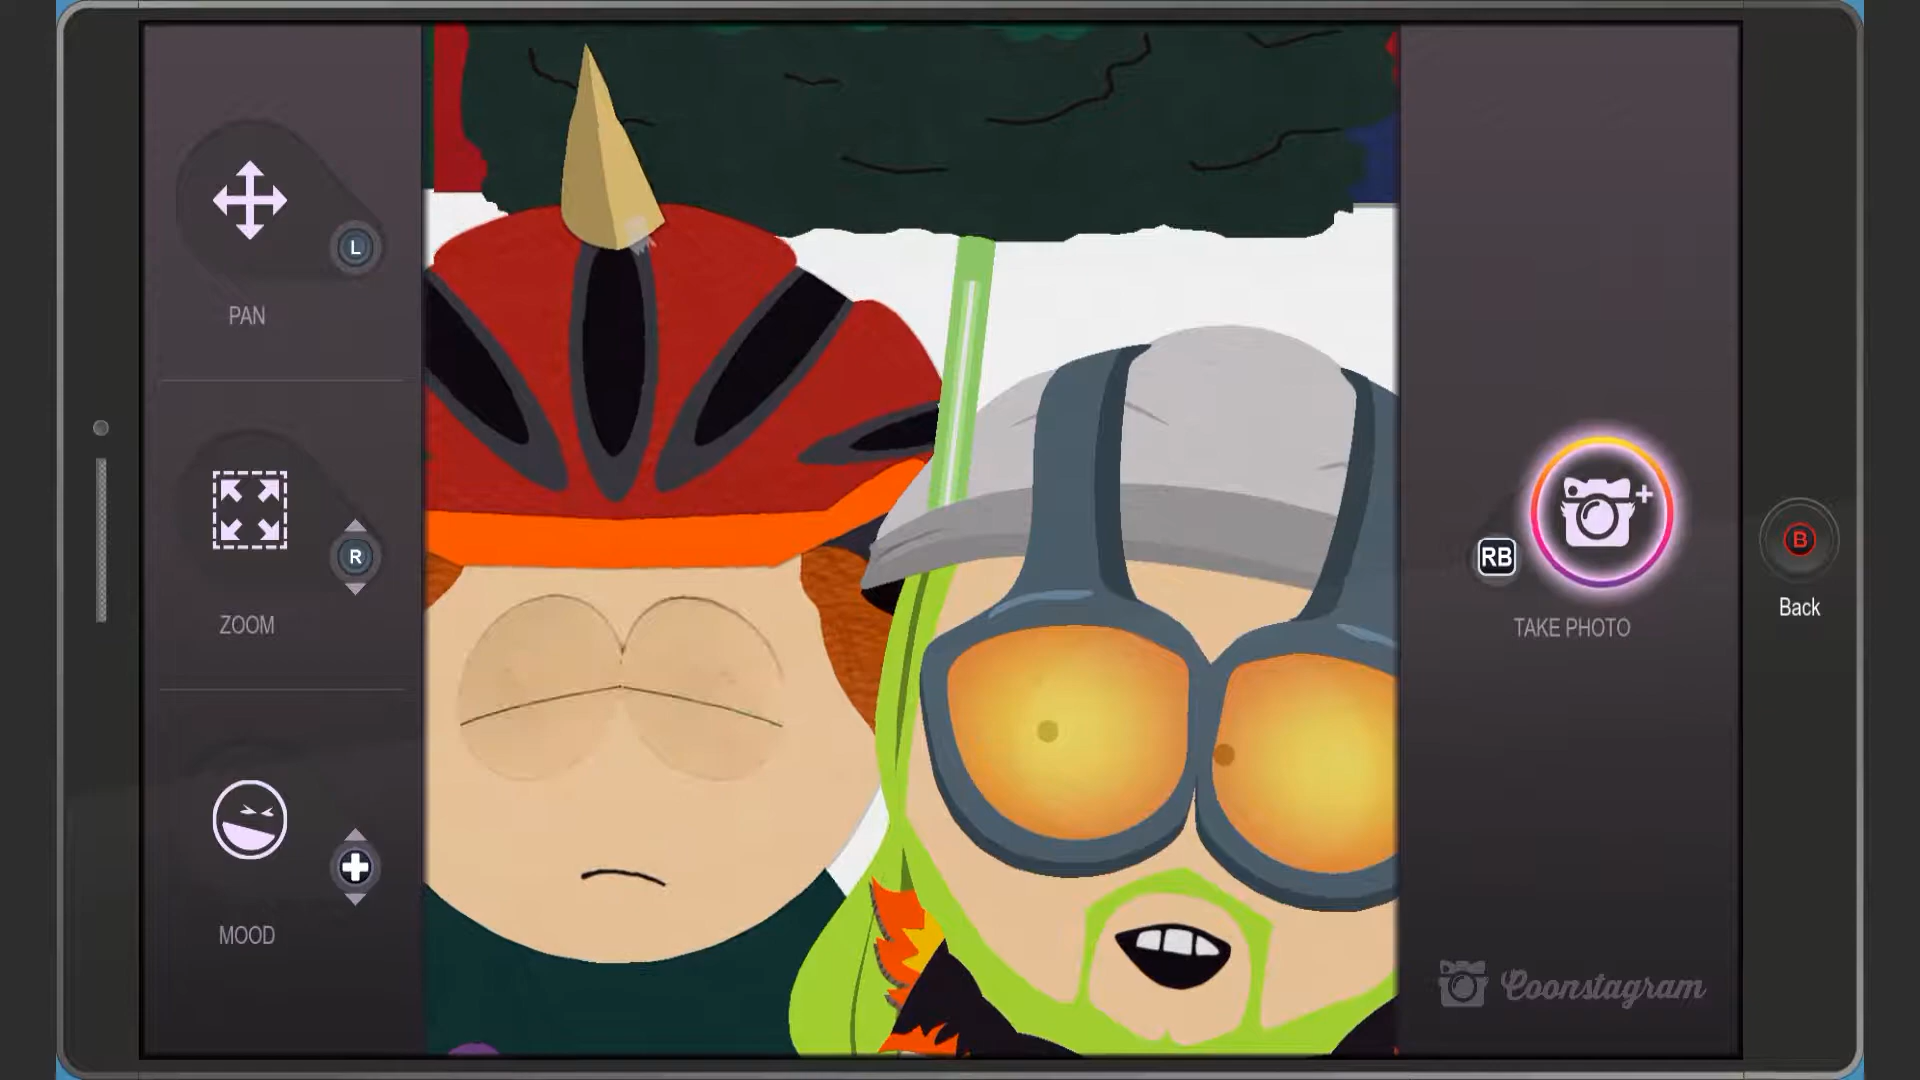 L
PAN
R
ZOOM
MOOD
RB
TAKE PHOTO
B
Back
Coonstagram